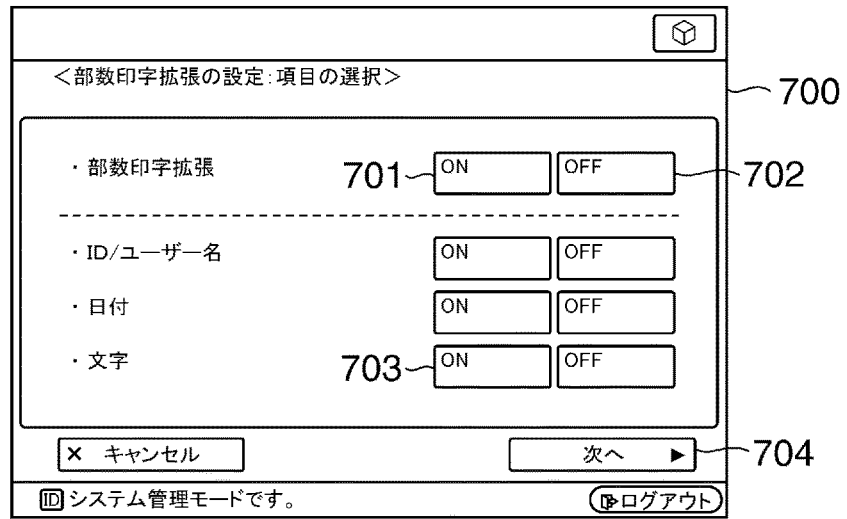 <部数印字拡張の設定:項目の選択>
700
・部数印字拡張 701 ON OFF 702
・ID/ユーザー名 ON OFF
・日付 ON OFF
・文字 703 ON OFF
× キャンセル 次へ ▶ 704
ID システム管理モードです。 ログアウト